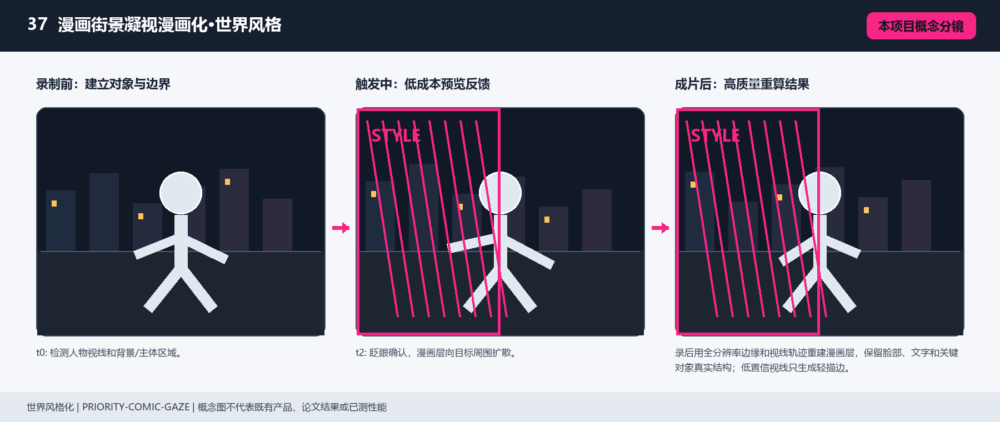 37 漫画街景凝视漫画化•世界风格
本项目概念分镜
录制前：建立对象与边界
触发中：低成本预览反馈
成片后：高质量重算结果
STYLE
STYLE
t0: 检测人物视线和背景/主体区域。
t2: 眨眼确认，漫画层向目标周围扩散。
录后用全分辨率边缘和视线轨迹重建漫画层，保留脸部、文字和关键
对象真实结构；低置信视线只生成轻描边。
世界风格化 | PRIORITY-COMIC-GAZE | 概念图不代表既有产品、论文结果或已测性能